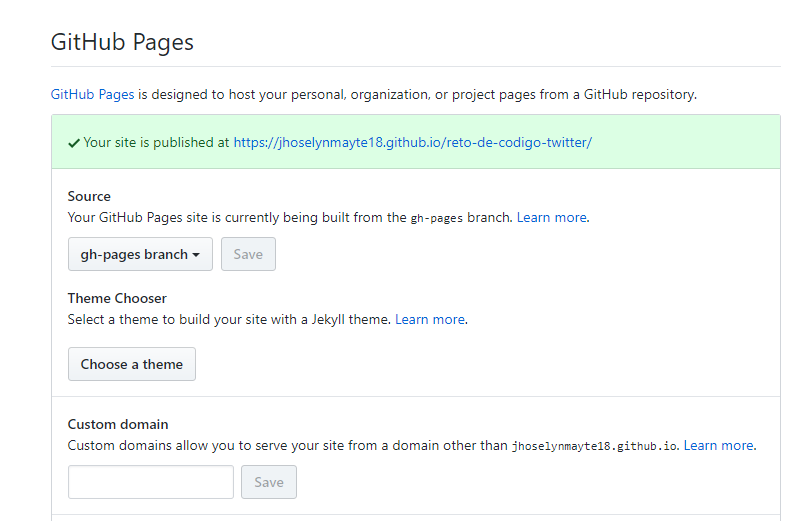 GitHub Pages
GitHub Pages is designed to host your personal, organization, or project pages from a GitHub repository.
✓ Your site is published at https://jhoselynmayte18.github.io/reto-de-codigo-twitter/
Source
Your GitHub Pages site is currently being built from the gh-pages branch. Learn more.
gh-pages branch Save
Theme Chooser
Select a theme to build your site with a Jekyll theme. Learn more.
Choose a theme
Custom domain
Custom domains allow you to serve your site from a domain other than jhoselynmayte18.github.io. Learn more.
Save